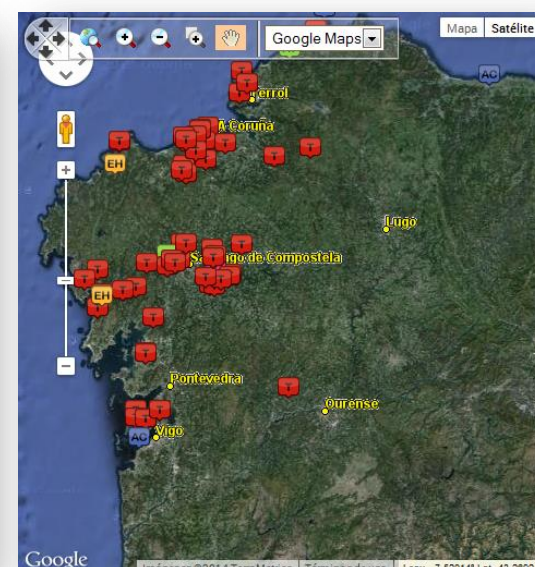 Google Maps
Mapa
Satélite
AC
Ferrol
A Coruña
EH
Lugo
Santiago de Compostela
EH
Pontevedra
Ourense
AC
Vigo
Google